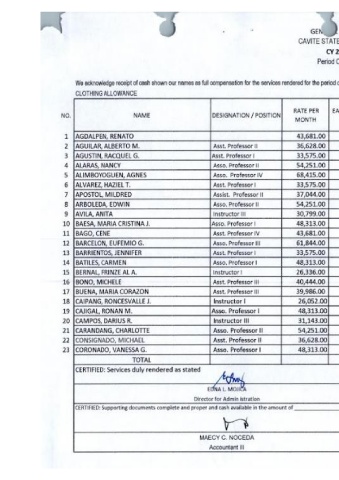 GEN
CAVITE STATE
CY 2
Period C
We acknowledge receipt of cash shown our names as full compensation for the services rendered for the period c
CLOTHING ALLOWANCE
NO. NAME DESIGNATION / POSITION RATE PER MONTH EA
1 AGDALPEN, RENATO 43,681.00
2 AGUILAR, ALBERTO M. Asst. Professor II 36,628.00
3 AGUSTIN, RACQUEL G. Asst. Professor I 33,575.00
4 ALARAS, NANCY Asso. Professor II 54,251.00
5 ALIMBOYOGUEN, AGNES Asso. Professor IV 68,415.00
6 ALVAREZ, HAZIEL T. Asst. Professor I 33,575.00
7 APOSTOL, MILDRED Assist. Professor II 37,044.00
8 ARBOLEDA, EDWIN Asso. Professor II 54,251.00
9 AVILA, ANITA Instructor III 30,799.00
10 BAESA, MARIA CRISTINA J. Asso. Professor I 48,313.00
11 BAGO, CENE Asst. Professor IV 43,681.00
12 BARCELON, EUFEMIO G. Asso. Professor III 61,844.00
13 BARRIENTOS, JENNIFER Asst. Professor I 33,575.00
14 BATILES, CARMEN Asso. Professor I 48,313.00
15 BERNAL, FRINZE AL A. Instructor I 26,336.00
16 BONO, MICHELE Asst. Professor III 40,444.00
17 BUENA, MARIA CORAZON Asst. Professor III 39,986.00
18 CAIPANG, RONCESVALLE J. Instructor I 26,052.00
19 CAJIGAL, RONAN M. Asso. Professor I 48,313.00
20 CAMPOS, DARIUS R. Instructor III 31,143.00
21 CARANDANG, CHARLOTTE Asso. Professor II 54,251.00
22 CONSIGNADO, MICHAEL Asst. Professor II 36,628.00
23 CORONADO, VANESSA G. Asso. Professor I 48,313.00
TOTAL
CERTIFIED: Services duly rendered as stated
EDNA L. MOJICA
Director for Administration
CERTIFIED: Supporting documents complete and proper and cash available in the amount of
MAECY C. NOCEDA
Accountant III